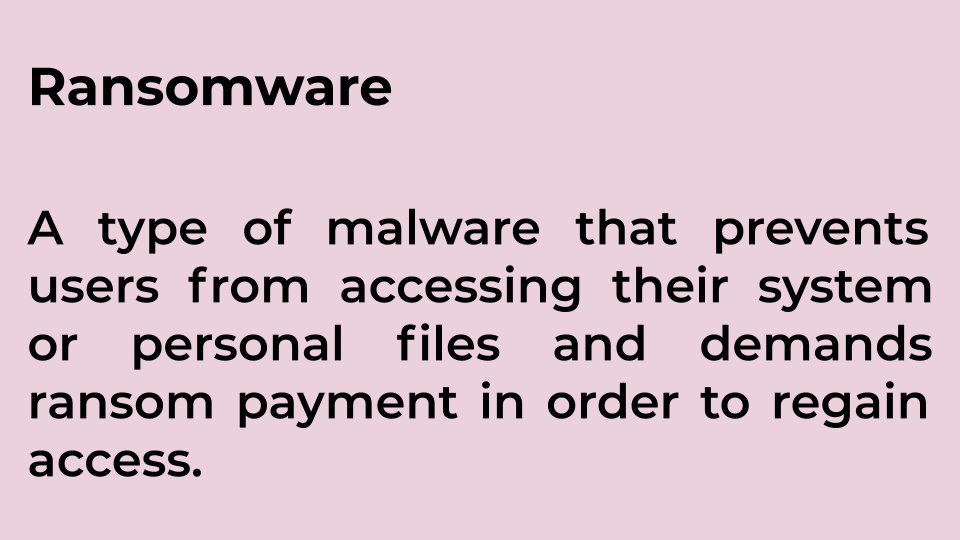 Ransomware
A type of malware that prevents
users from accessing their system
or personal files and demands
ransom payment in order to regain
access.